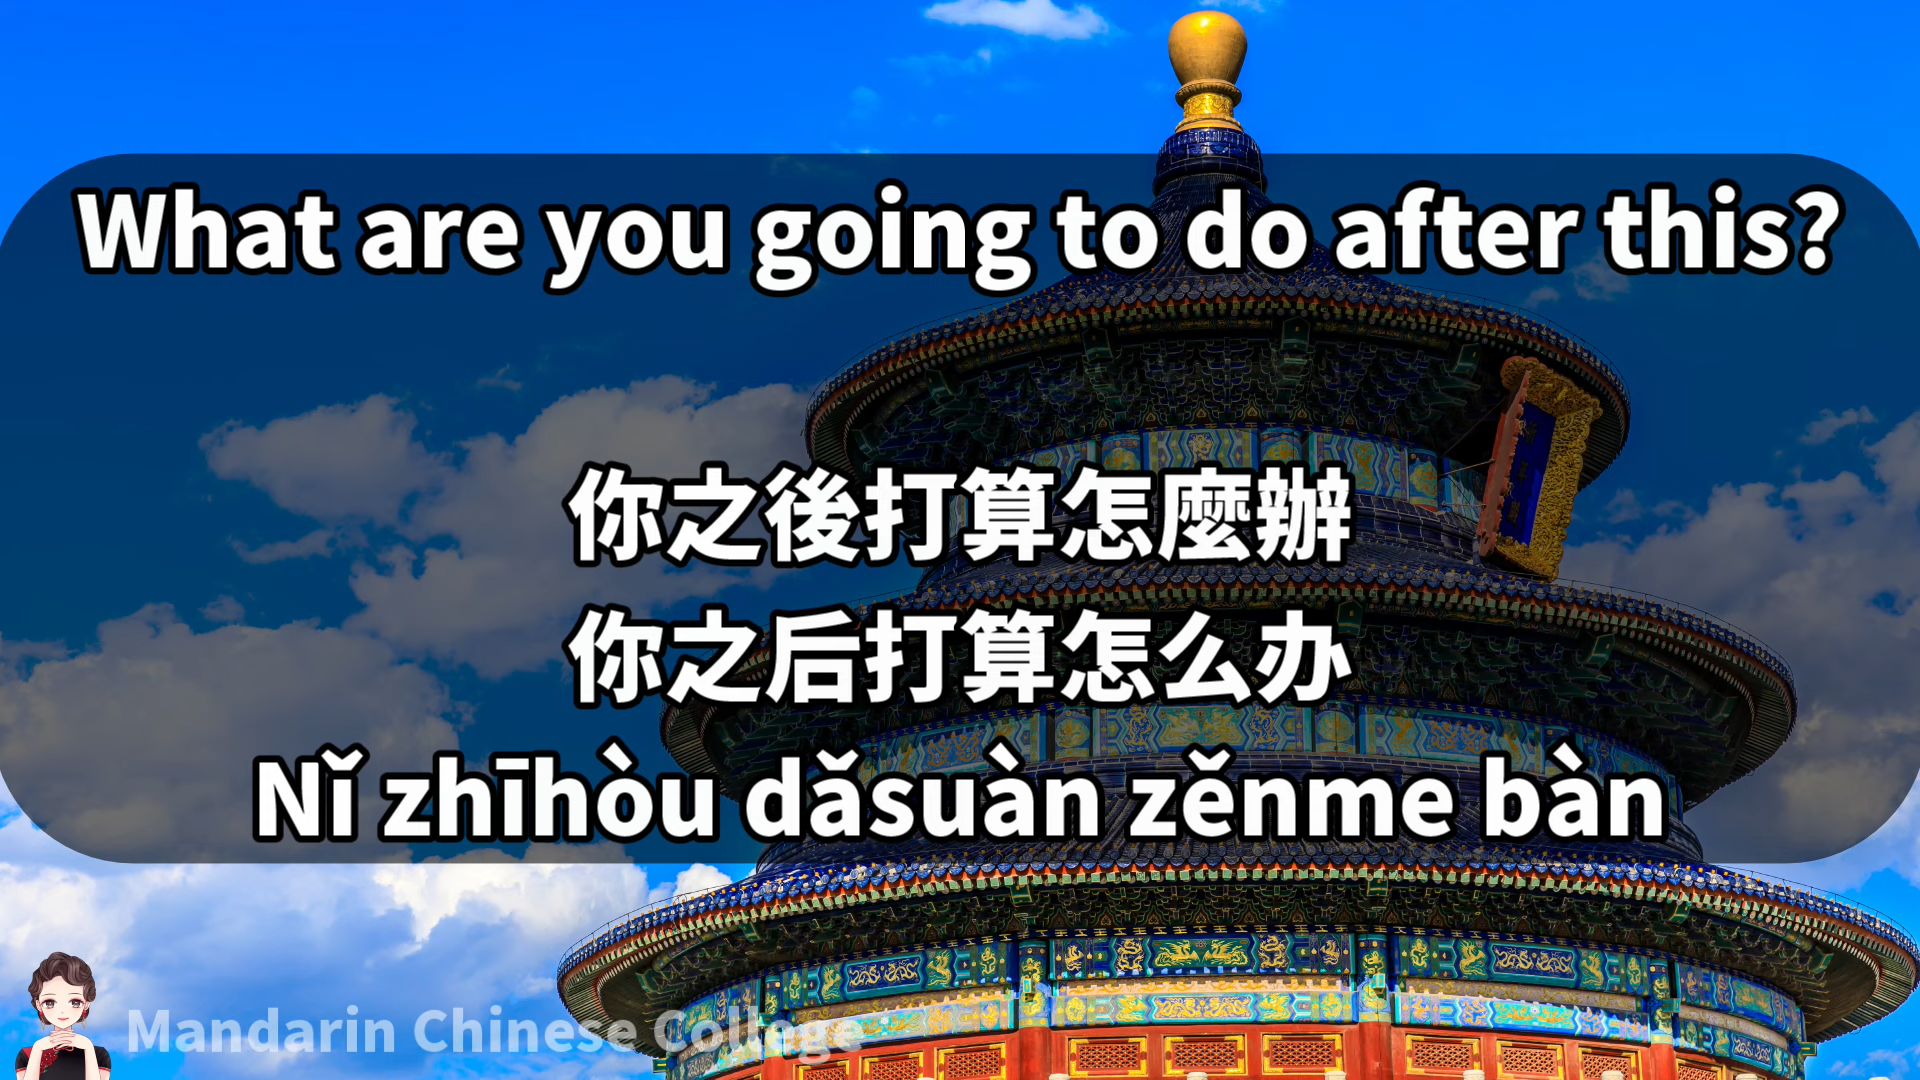 What are you going to do after this?
你之後打算怎麼辦
你之后打算怎么办
Nǐ zhīhòu dǎsuàn zěnme bàn
Mandarin Chinese College